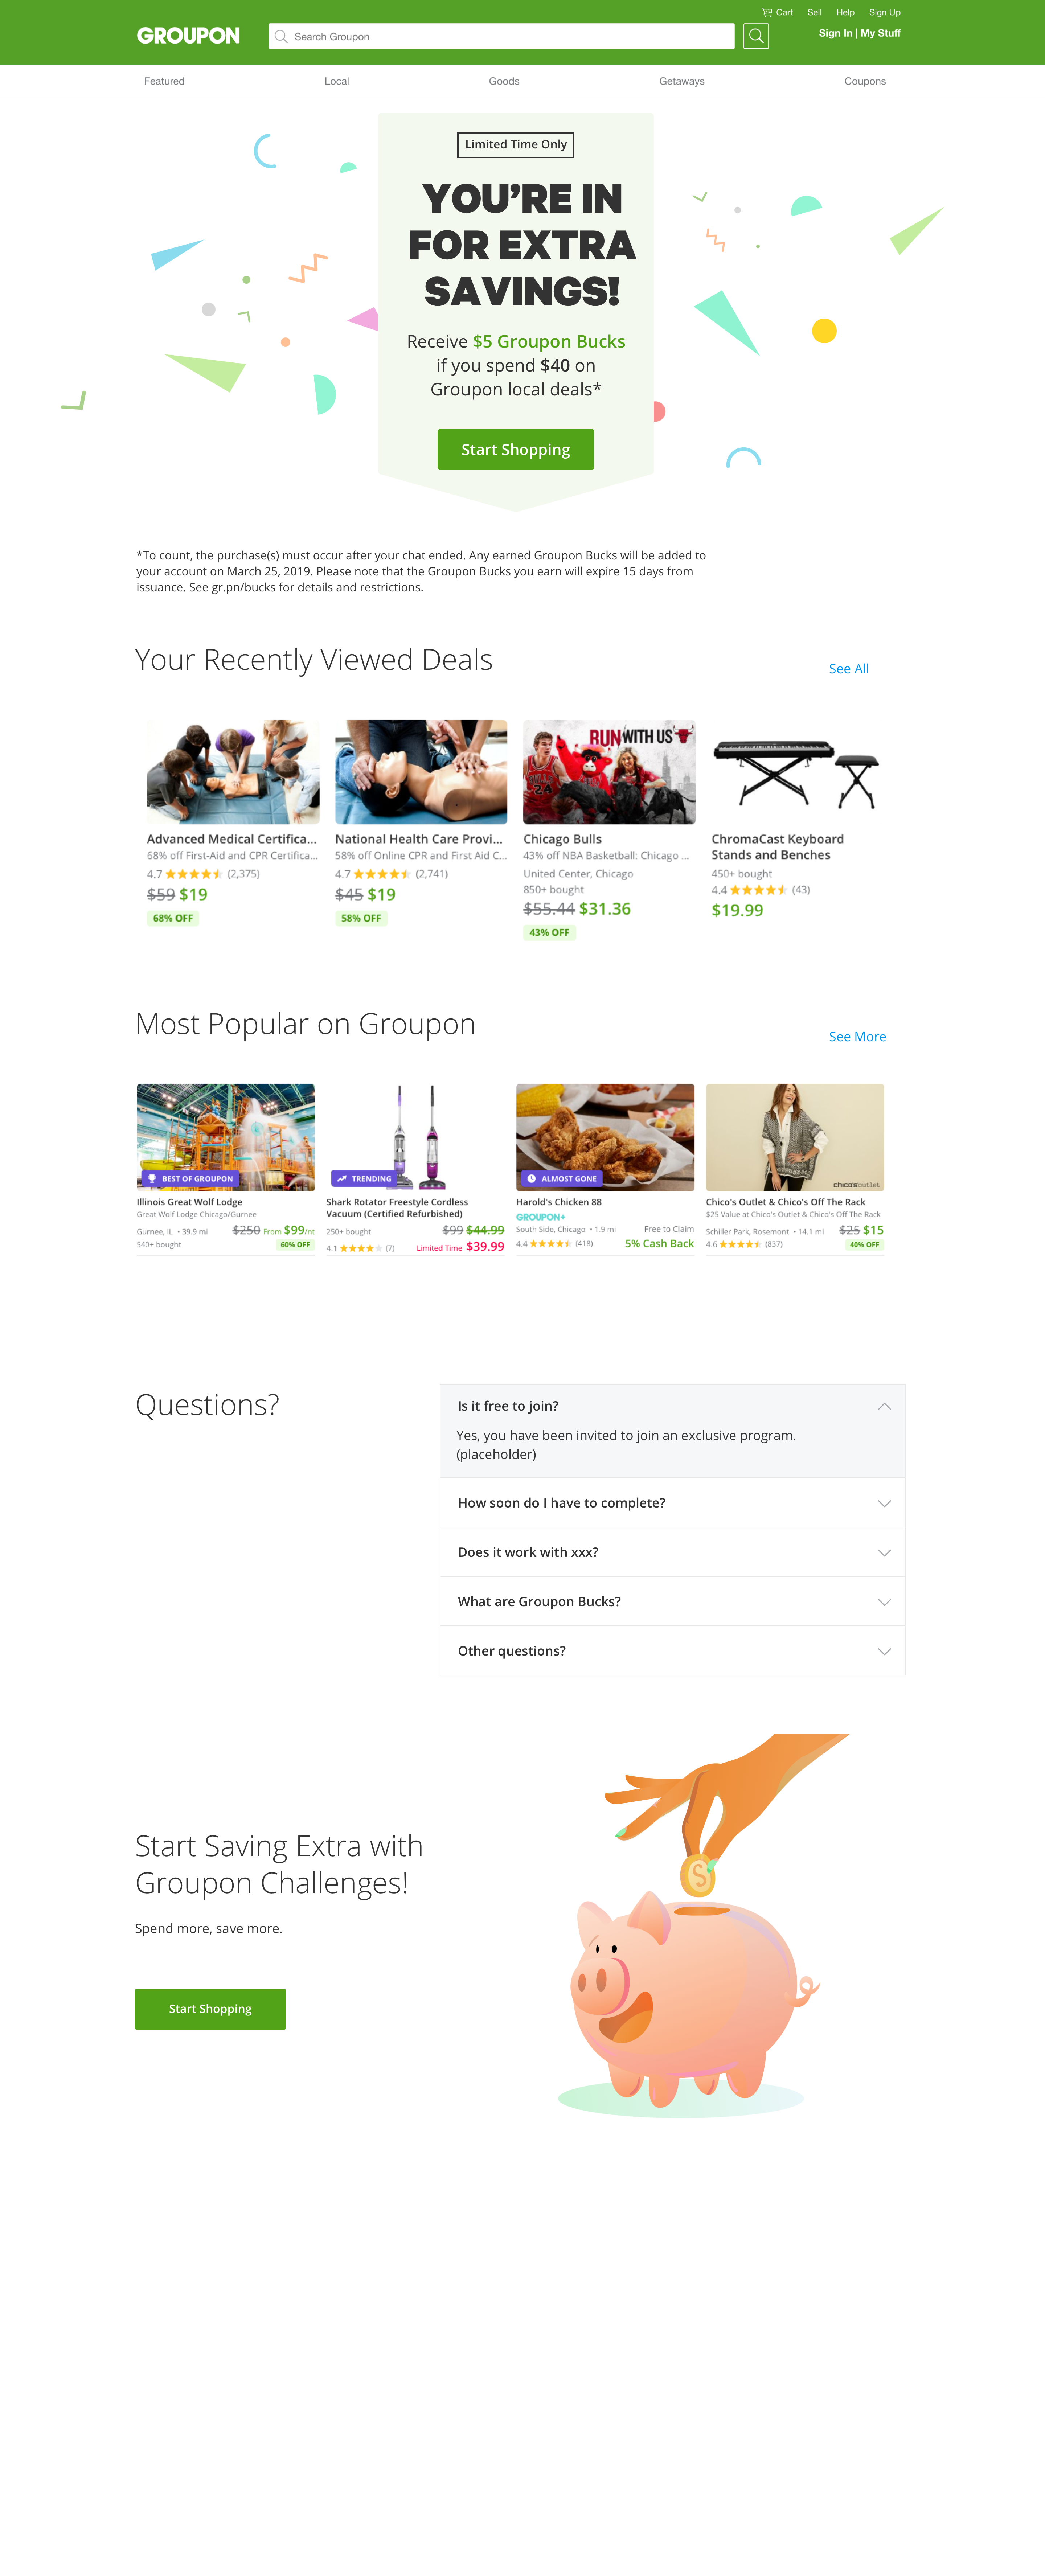 Cart Sell Help Sign Up
GROUPON
Search Groupon
Sign In | My Stuff
Featured Local Goods Getaways Coupons
Limited Time Only
YOU'RE IN
FOR EXTRA
SAVINGS!
Receive $5 Groupon Bucks
if you spend $40 on
Groupon local deals*
Start Shopping
*To count, the purchase(s) must occur after your chat ended. Any earned Groupon Bucks will be added to
your account on March 25, 2019. Please note that the Groupon Bucks you earn will expire 15 days from
issuance. See gr.pn/bucks for details and restrictions.
Your Recently Viewed Deals
See All
Advanced Medical Certifica...
68% off First-Aid and CPR Certifica...
4.7 (2,375)
$59 $19
68% OFF
National Health Care Provi...
58% off Online CPR and First Aid C...
4.7 (2,741)
$45 $19
58% OFF
RUN WITH US
BULLS
24
Chicago Bulls
43% off NBA Basketball: Chicago ...
United Center, Chicago
850+ bought
$55.44 $31.36
43% OFF
ChromaCast Keyboard
Stands and Benches
450+ bought
4.4 (43)
$19.99
Most Popular on Groupon
See More
BEST OF GROUPON
Illinois Great Wolf Lodge
Great Wolf Lodge Chicago/Gurnee
Gurnee, IL • 39.9 mi
$250 From $99/nt
540+ bought
60% OFF
TRENDING
Shark Rotator Freestyle Cordless
Vacuum (Certified Refurbished)
250+ bought
$99 $44.99
4.1 (7)
Limited Time $39.99
ALMOST GONE
Harold's Chicken 88
GROUPON+
South Side, Chicago • 1.9 mi
Free to Claim
4.4 (418)
5% Cash Back
chico's outlet
Chico's Outlet & Chico's Off The Rack
$25 Value at Chico's Outlet & Chico's Off The Rack
Schiller Park, Rosemont • 14.1 mi
$25 $15
4.6 (837)
40% OFF
Questions?
Is it free to join?
Yes, you have been invited to join an exclusive program.
(placeholder)
How soon do I have to complete?
Does it work with xxx?
What are Groupon Bucks?
Other questions?
Start Saving Extra with
Groupon Challenges!
Spend more, save more.
Start Shopping
$